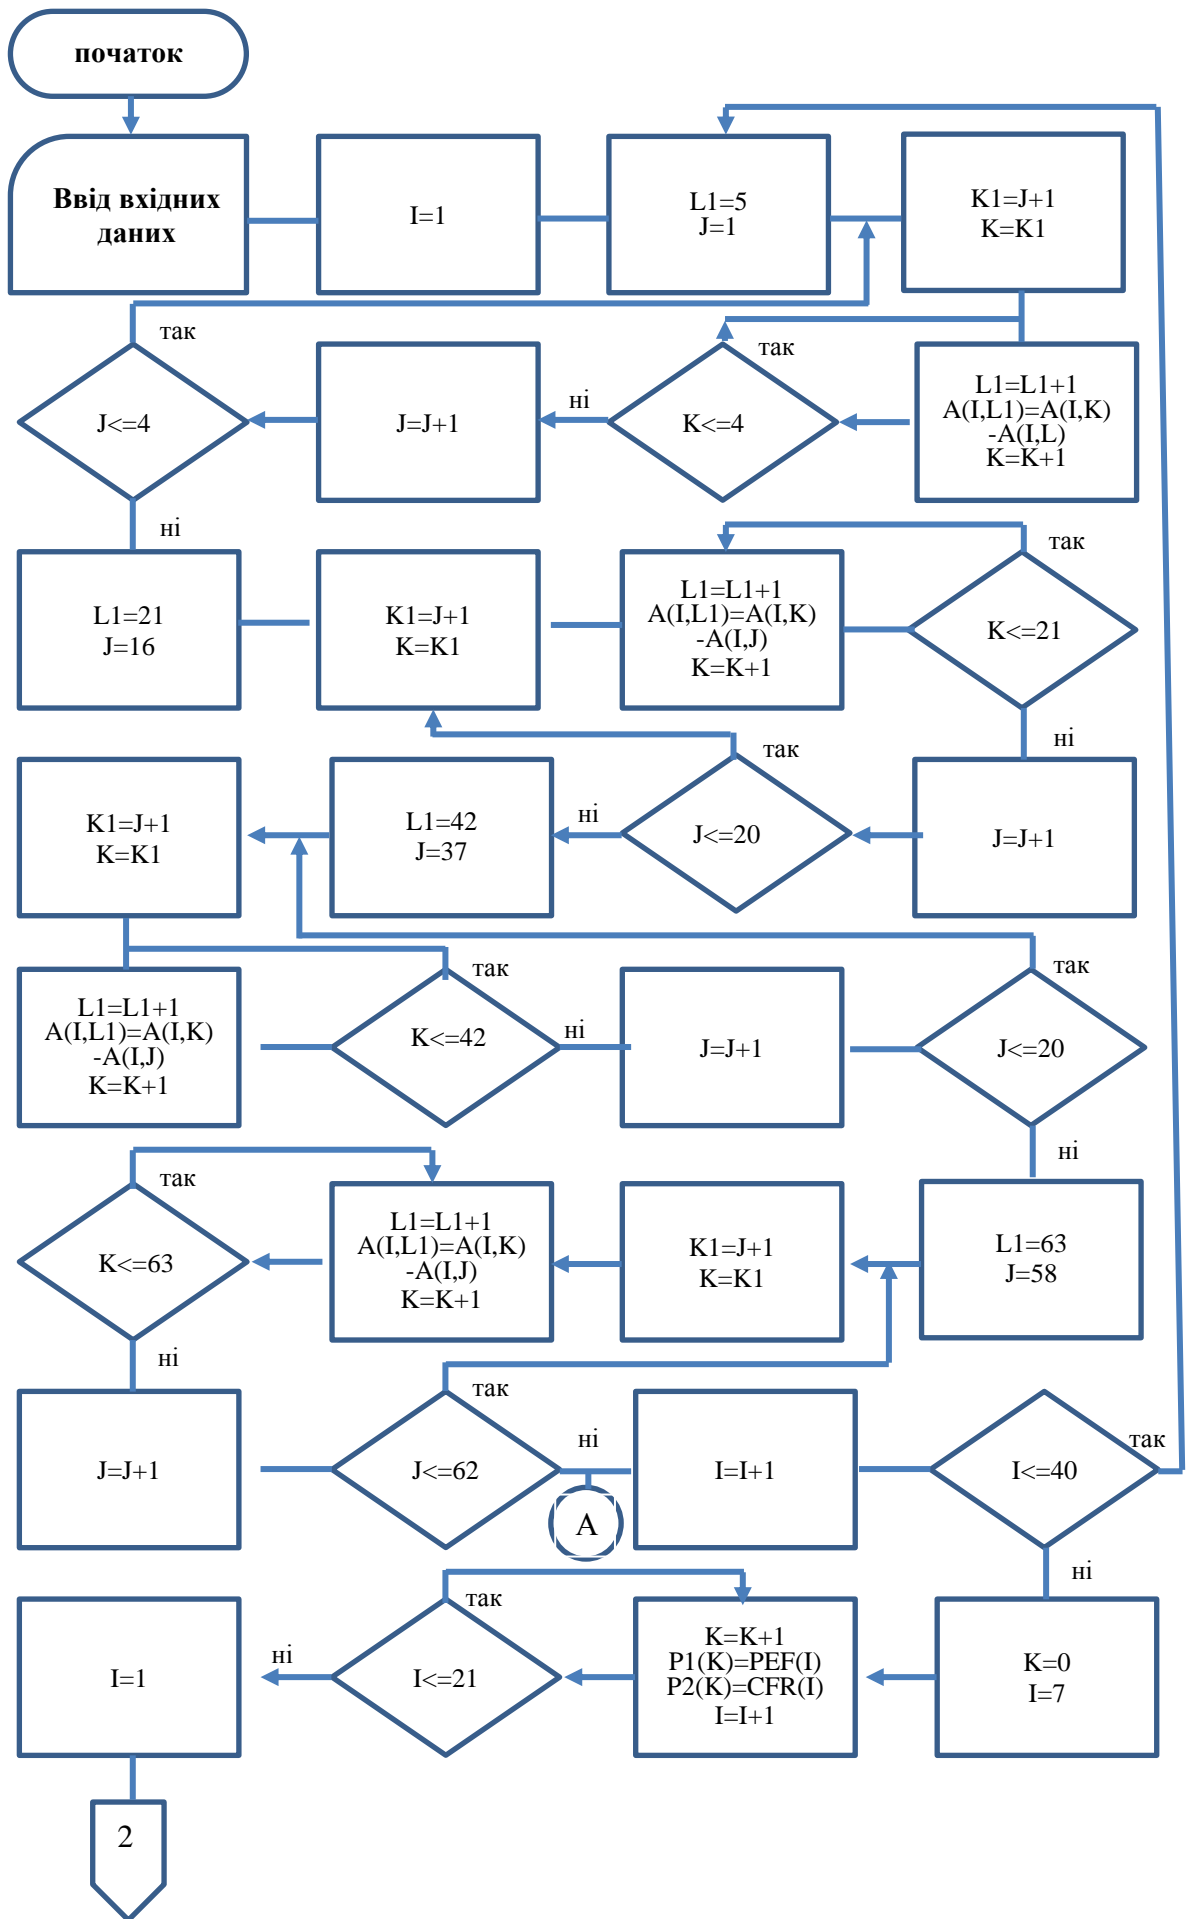 початок
Ввід вхідних
даних
I=1
L1=5
J=1
K1=J+1
K=K1
так
J<=4
ні
J=J+1
ні
так
K<=4
L1=L1+1
A(I,L1)=A(I,K)
-A(I,L)
K=K+1
L1=21
J=16
K1=J+1
K=K1
L1=L1+1
A(I,L1)=A(I,K)
-A(I,J)
K=K+1
так
K<=21
ні
K1=J+1
K=K1
L1=42
J=37
ні
так
J<=20
J=J+1
L1=L1+1
A(I,L1)=A(I,K)
-A(I,J)
K=K+1
так
K<=42
ні
J=J+1
так
J<=20
ні
так
K<=63
ні
L1=L1+1
A(I,L1)=A(I,K)
-A(I,J)
K=K+1
K1=J+1
K=K1
L1=63
J=58
J=J+1
так
J<=62
ні
A
I=I+1
так
I<=40
ні
I=1
ні
так
I<=21
K=K+1
P1(K)=PEF(I)
P2(K)=CFR(I)
I=I+1
K=0
I=7
2